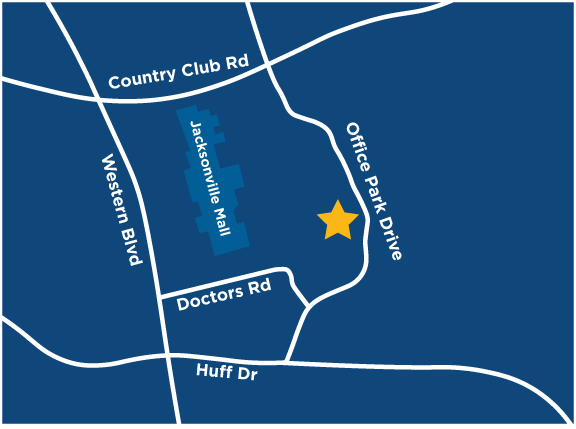 Country Club Rd
Jacksonville Mall
Office Park Drive
Western Blvd
Doctors Rd
Huff Dr